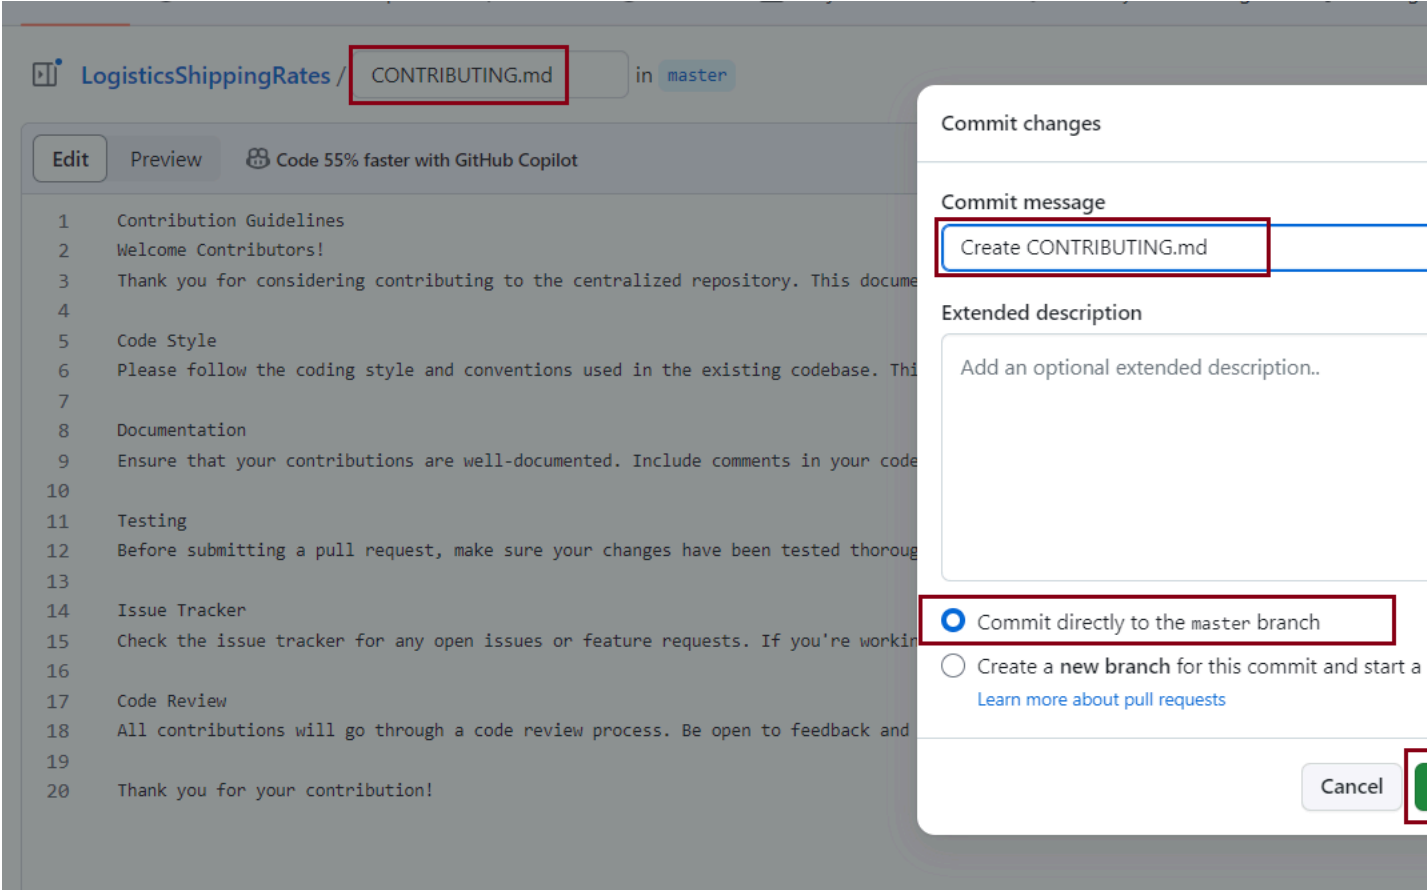 LogisticsShippingRates / CONTRIBUTING.md in master
Edit Preview Code 55% faster with GitHub Copilot
1 Contribution Guidelines
2 Welcome Contributors!
3 Thank you for considering contributing to the centralized repository. This docume
4
5 Code Style
6 Please follow the coding style and conventions used in the existing codebase. Thi
7
8 Documentation
9 Ensure that your contributions are well-documented. Include comments in your code
10
11 Testing
12 Before submitting a pull request, make sure your changes have been tested thoroug
13
14 Issue Tracker
15 Check the issue tracker for any open issues or feature requests. If you're workin
16
17 Code Review
18 All contributions will go through a code review process. Be open to feedback and
19
20 Thank you for your contribution!
Commit changes
Commit message
Create CONTRIBUTING.md
Extended description
Add an optional extended description..
Commit directly to the master branch
Create a new branch for this commit and start a
Learn more about pull requests
Cancel